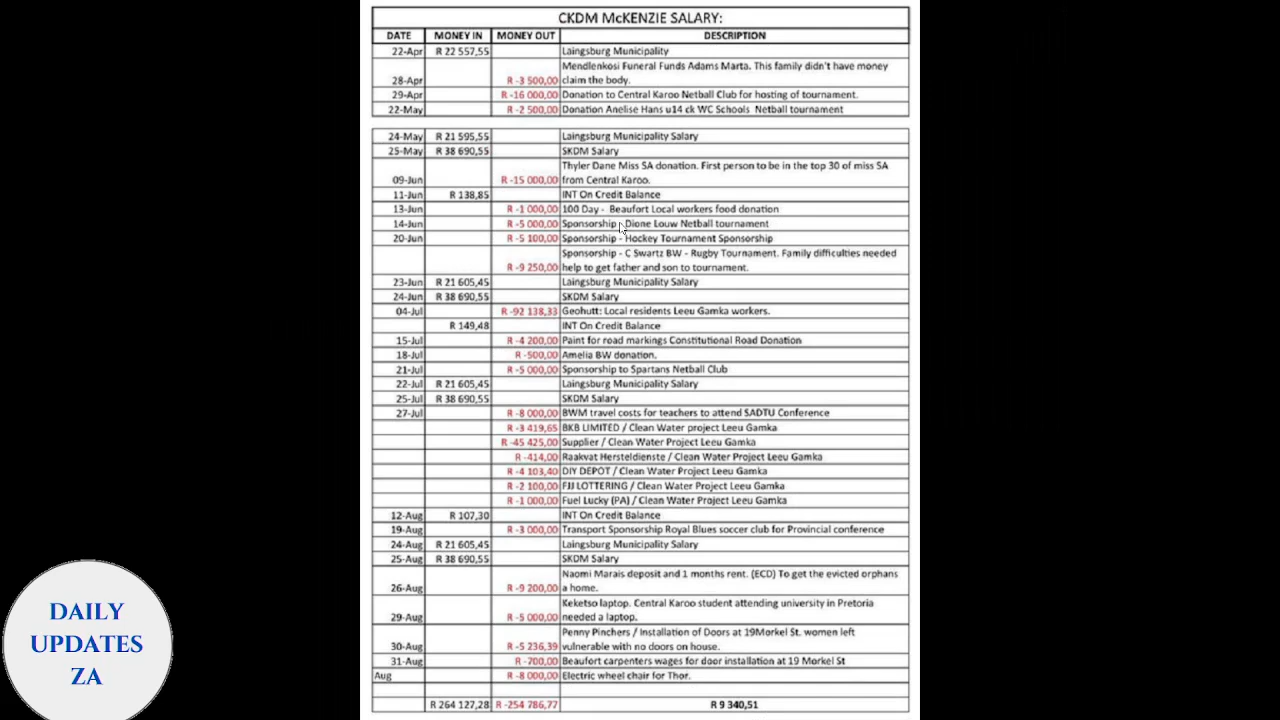 CKDM McKENZIE SALARY:
DATE MONEY IN MONEY OUT DESCRIPTION
22-Apr R 22 557,55 Laingsburg Municipality
Mendlenkosi Funeral Funds Adams Marta. This family didn't have money
28-Apr R -3 500,00 claim the body.
29-Apr R -16 000,00 Donation to Central Karoo Netball Club for hosting of tournament.
22-May R -2 500,00 Donation Anelise Hans u14 ck WC Schools Netball tournament
24-May R 21 595,55 Laingsburg Municipality Salary
25-May R 38 690,55 SKDM Salary
Thyler Dane Miss SA donation. First person to be in the top 30 of miss SA
09-Jun R -15 000,00 from Central Karoo.
11-Jun R 138,85 INT On Credit Balance
13-Jun R -1 000,00 100 Day - Beaufort Local workers food donation
14-Jun R -5 000,00 Sponsorship - Dione Louw Netball tournament
20-Jun R -5 100,00 Sponsorship - Hockey Tournament Sponsorship
Sponsorship - C Swartz BW - Rugby Tournament. Family difficulties needed
R -9 250,00 help to get father and son to tournament.
23-Jun R 21 605,45 Laingsburg Municipality Salary
24-Jun R 38 690,55 SKDM Salary
04-Jul R -92 138,33 Geohutt: Local residents Leeu Gamka workers.
R 149,48 INT On Credit Balance
15-Jul R -4 200,00 Paint for road markings Constitutional Road Donation
18-Jul R -500,00 Amelia BW donation.
21-Jul R -5 000,00 Sponsorship to Spartans Netball Club
22-Jul R 21 605,45 Laingsburg Municipality Salary
25-Jul R 38 690,55 SKDM Salary
27-Jul R -8 000,00 BWM travel costs for teachers to attend SADTU Conference
R -3 419,65 BKB LIMITED / Clean Water project Leeu Gamka
R -45 425,00 Supplier / Clean Water Project Leeu Gamka
R -414,00 Raakvat Hersteldienste / Clean Water Project Leeu Gamka
R -4 103,40 DIY DEPOT / Clean Water Project Leeu Gamka
R -2 100,00 FJJ LOTTERING / Clean Water Project Leeu Gamka
R -1 000,00 Fuel Lucky (PA) / Clean Water Project Leeu Gamka
12-Aug R 107,30 INT On Credit Balance
19-Aug R -3 000,00 Transport Sponsorship Royal Blues soccer club for Provincial conference
24-Aug R 21 605,45 Laingsburg Municipality Salary
25-Aug R 38 690,55 SKDM Salary
Naomi Marais deposit and 1 months rent. (ECD) To get the evicted orphans
26-Aug R -9 200,00 a home.
Keketso laptop. Central Karoo student attending university in Pretoria
29-Aug R -5 000,00 needed a laptop.
Penny Pinchers / Installation of Doors at 19Morkel St. women left
30-Aug R -5 236,39 vulnerable with no doors on house.
31-Aug R -700,00 Beaufort carpenters wages for door installation at 19 Morkel St
Aug R -8 000,00 Electric wheel chair for Thor.
R 264 127,28 R -254 786,77 R 9 340,51
DAILY
UPDATES
ZA